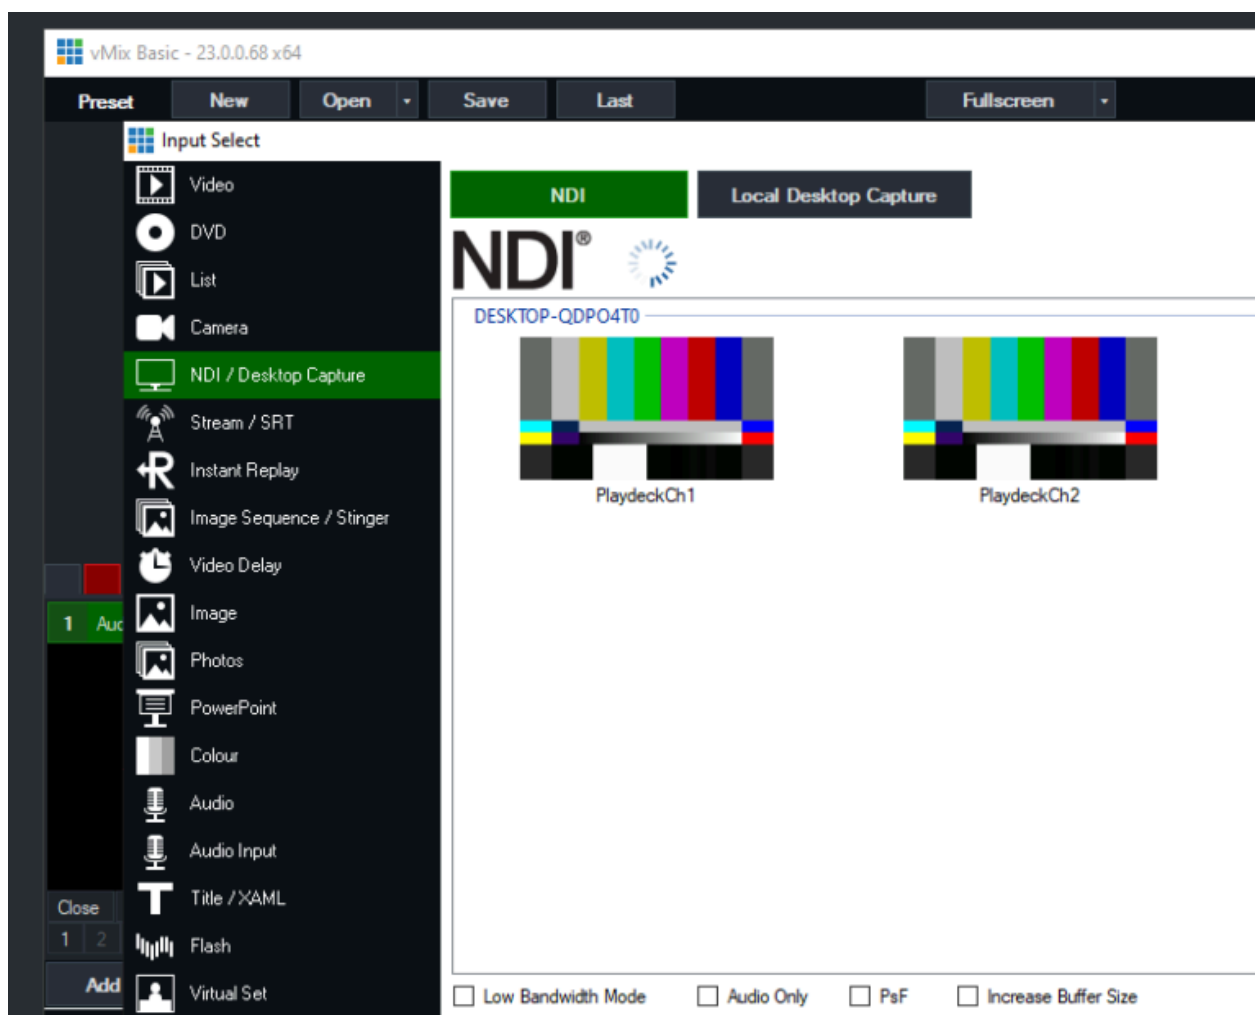 vMix Basic - 23.0.0.68 x64
Preset New Open Save Last Fullscreen
Input Select
Video
DVD
List
Camera
NDI / Desktop Capture
Stream / SRT
Instant Replay
Image Sequence / Stinger
Video Delay
Image
Photos
PowerPoint
Colour
Audio
Audio Input
Title / XAML
Flash
Virtual Set
NDI Local Desktop Capture
NDI®
DESKTOP-QDPO4T0
PlaydeckCh1 PlaydeckCh2
Low Bandwidth Mode Audio Only PsF Increase Buffer Size
1 Aud
Close
1 2
Add